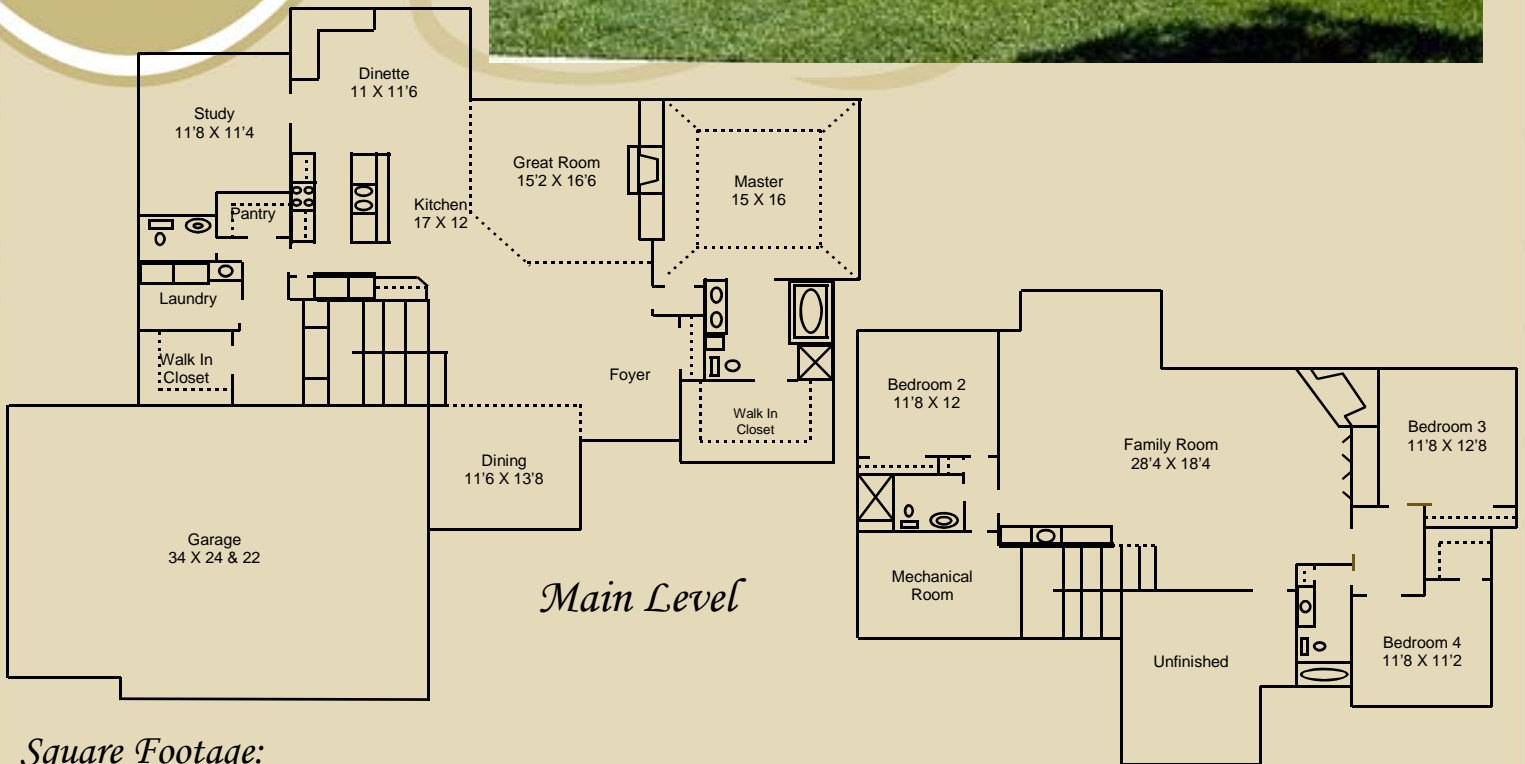 Dinette
11 X 11'6
Study
11'8 X 11'4
Great Room
15'2 X 16'6
Master
15 X 16
Pantry
Kitchen
17 X 12
Laundry
Walk In
Closet
Foyer
Walk In
Closet
Dining
11'6 X 13'8
Garage
34 X 24 & 22
Main Level
Bedroom 2
11'8 X 12
Family Room
28'4 X 18'4
Bedroom 3
11'8 X 12'8
Mechanical
Room
Unfinished
Bedroom 4
11'8 X 11'2
Square Footage: